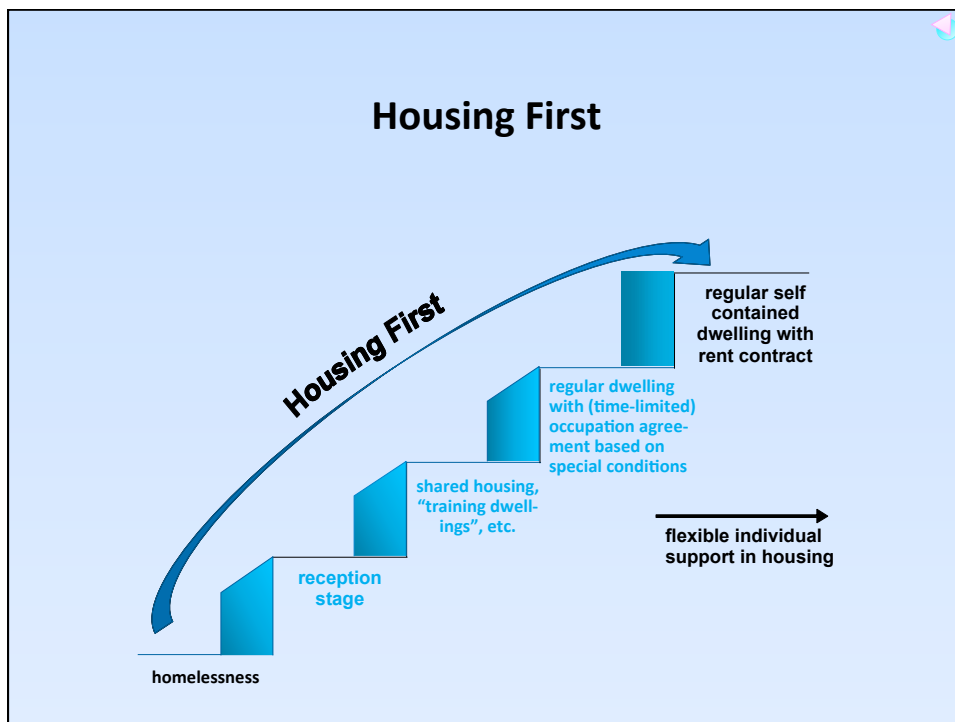 Housing First
Housing First
regular self
contained
dwelling with
rent contract
regular dwelling
with (time-limited)
occupation agree-
ment based on
special conditions
shared housing,
“training dwell-
ings”, etc.
flexible individual
support in housing
reception
stage
homelessness